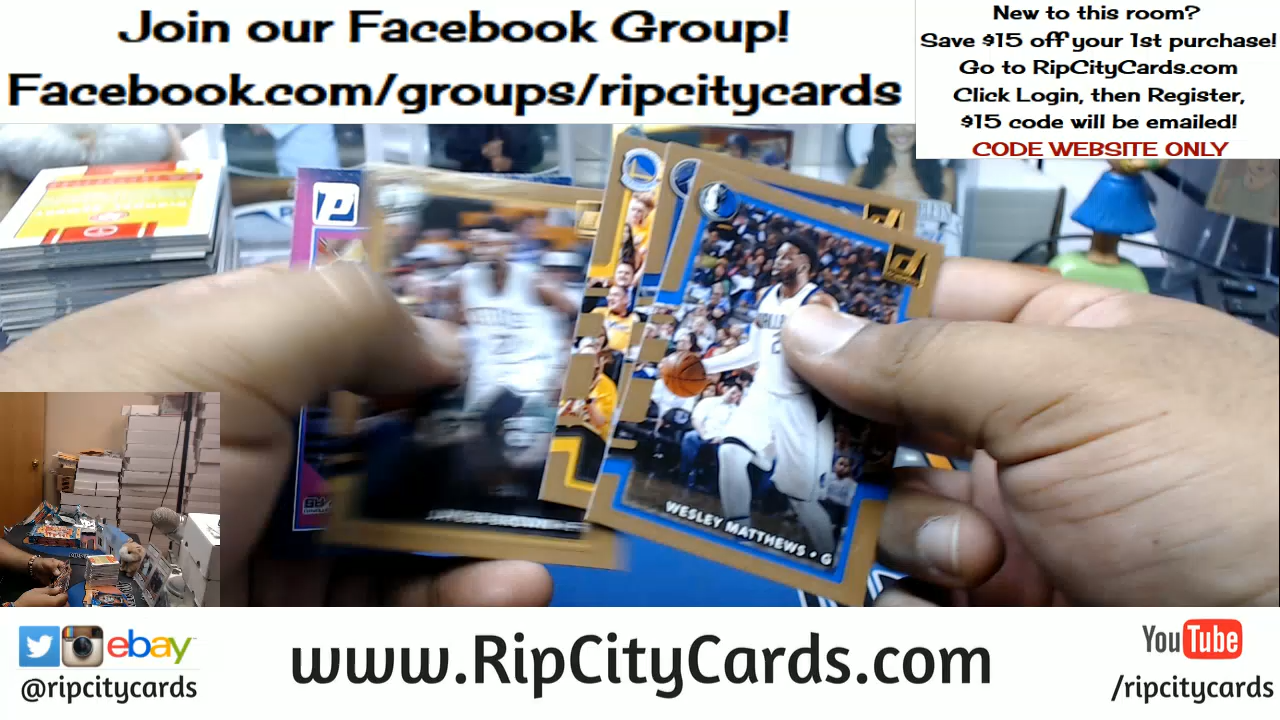 Join our Facebook Group!
Facebook.com/groups/ripcitycards
New to this room?
Save $15 off your 1st purchase!
Go to RipCityCards.com
Click Login, then Register,
$15 code will be emailed!
CODE WEBSITE ONLY
P
WESLEY MATTHEWS • G
ebay
@ripcitycards
www.RipCityCards.com
YouTube
/ripcitycards